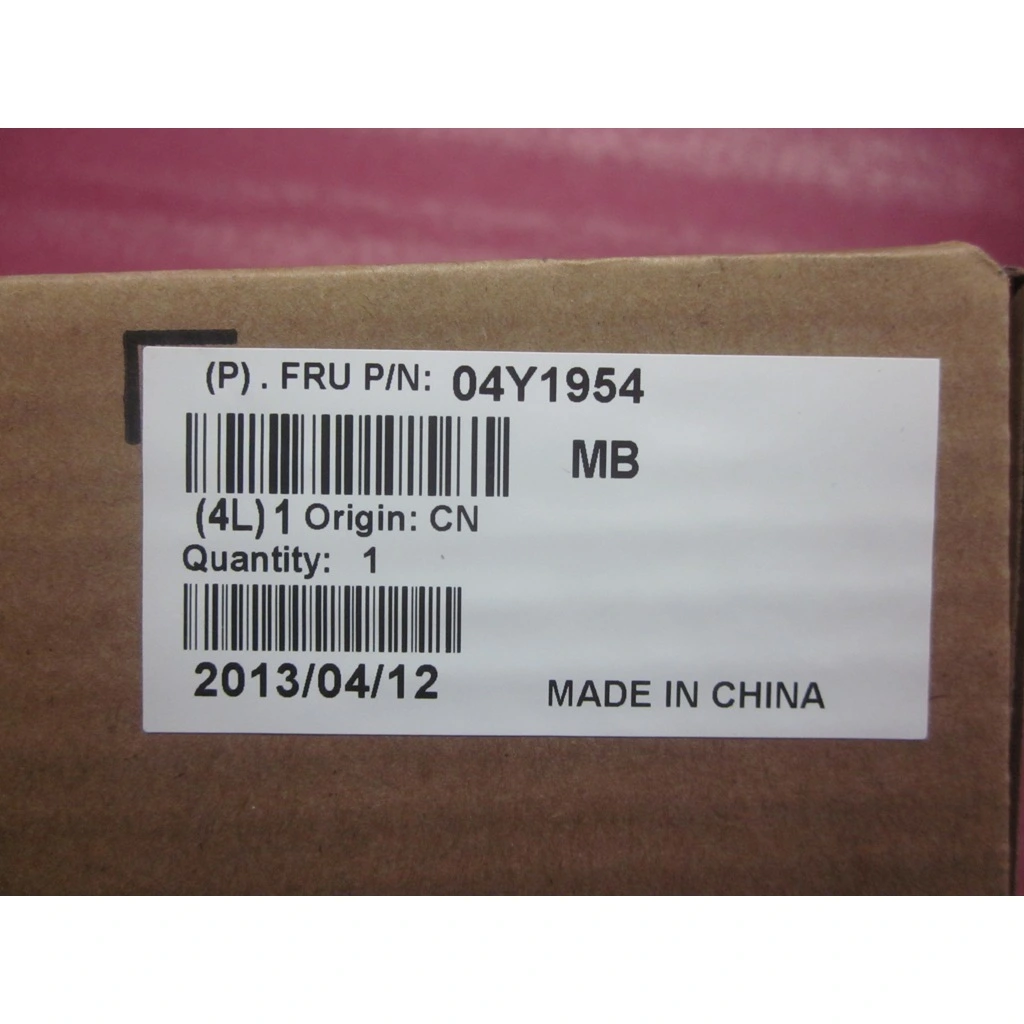 (P) . FRU P/N: 04Y1954
MB
(4L) 1 Origin: CN
Quantity: 1
2013/04/12
MADE IN CHINA